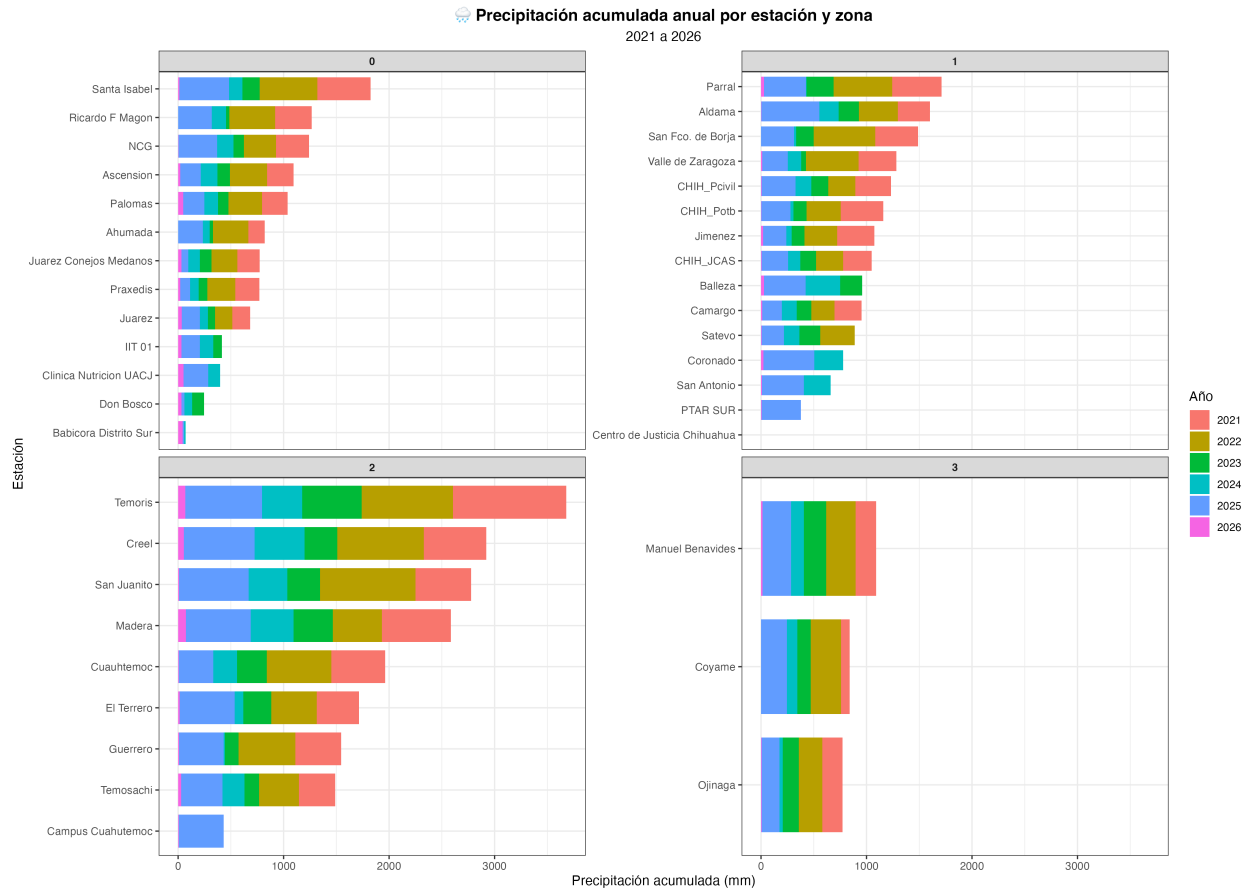 🌧️ Precipitación acumulada anual por estación y zona
2021 a 2026
Estación
0
Santa Isabel
Ricardo F Magon
NCG
Ascension
Palomas
Ahumada
Juarez Conejos Medanos
Praxedis
Juarez
IIT 01
Clinica Nutricion UACJ
Don Bosco
Babicora Distrito Sur
1
Parral
Aldama
San Fco. de Borja
Valle de Zaragoza
CHIH_Pcivil
CHIH_Potb
Jimenez
CHIH_JCAS
Balleza
Camargo
Satevo
Coronado
San Antonio
PTAR SUR
Centro de Justicia Chihuahua
2
Temoris
Creel
San Juanito
Madera
Cuauhtemoc
El Terrero
Guerrero
Temosachi
Campus Cuahutemoc
0 1000 2000 3000
3
Manuel Benavides
Coyame
Ojinaga
0 1000 2000 3000
Precipitación acumulada (mm)
Año
2021
2022
2023
2024
2025
2026